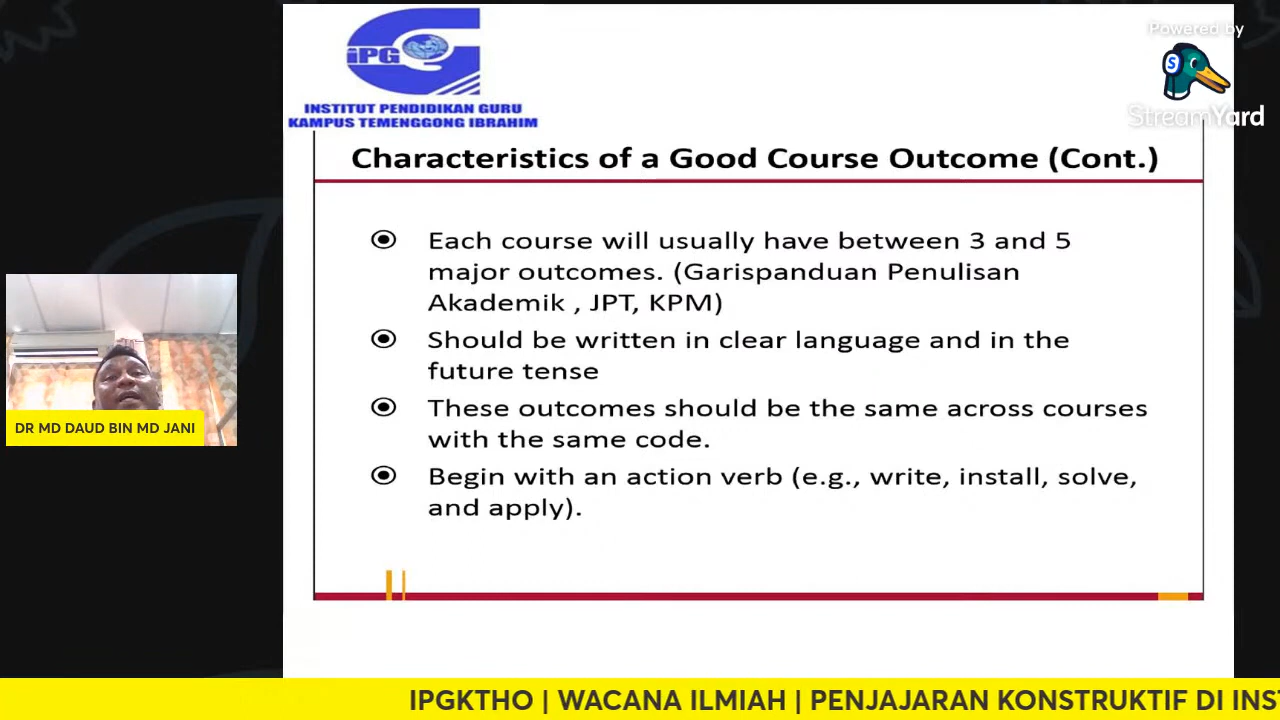 iPG
INSTITUT PENDIDIKAN GURU
KAMPUS TEMENGGONG IBRAHIM
Powered by
S
StreamYard
Characteristics of a Good Course Outcome (Cont.)
Each course will usually have between 3 and 5
major outcomes. (Garispanduan Penulisan
Akademik , JPT, KPM)
Should be written in clear language and in the
future tense
These outcomes should be the same across courses
with the same code.
Begin with an action verb (e.g., write, install, solve,
and apply).
DR MD DAUD BIN MD JANI
IPGKTHO | WACANA ILMIAH | PENJAJARAN KONSTRUKTIF DI INS